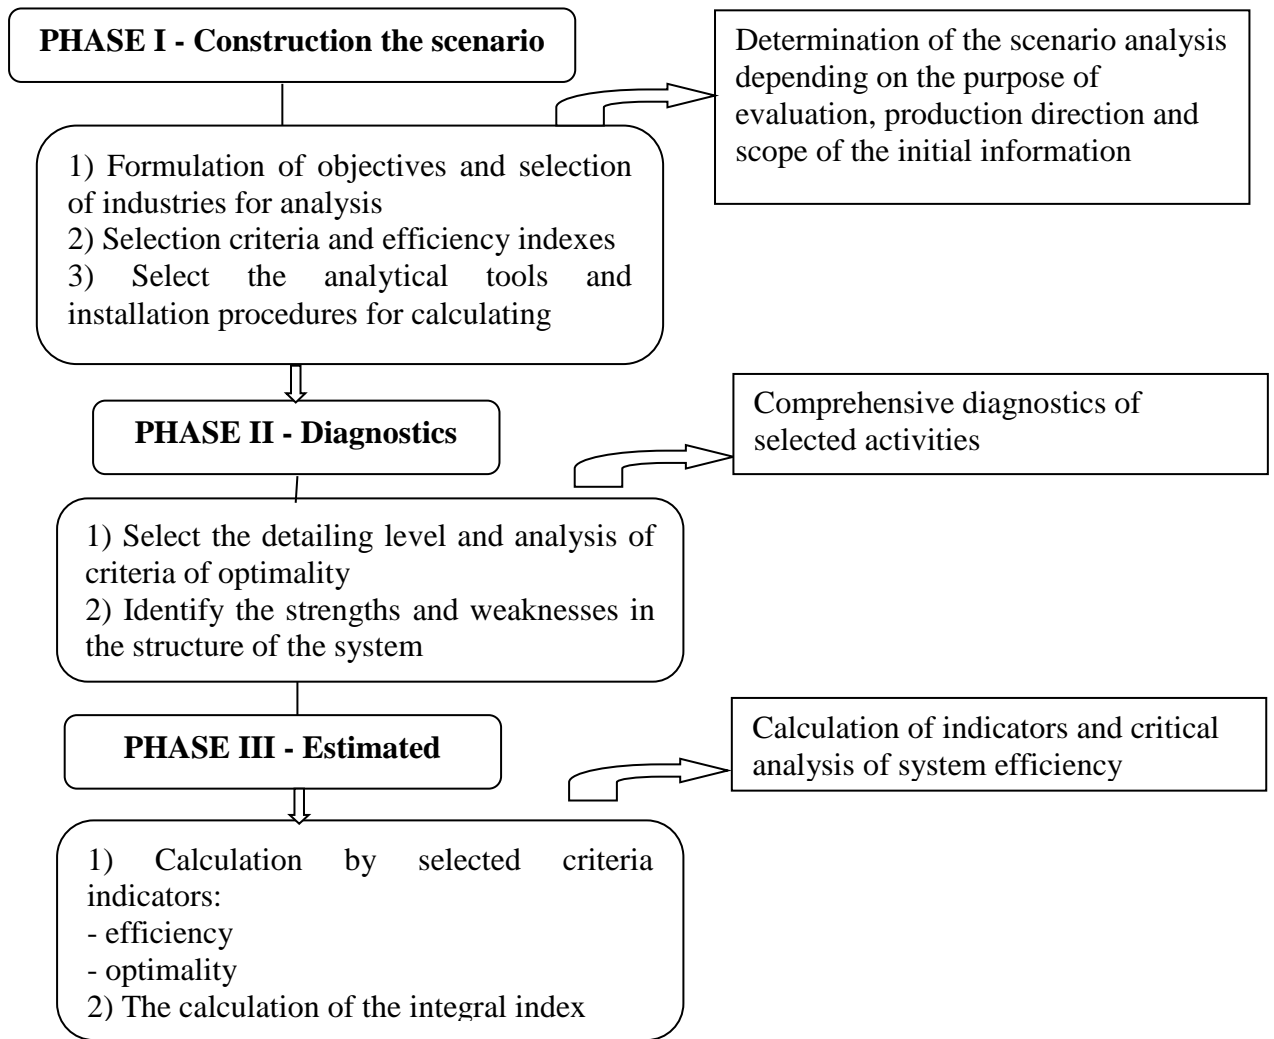 PHASE I - Construction the scenario
Determination of the scenario analysis
depending on the purpose of
evaluation, production direction and
scope of the initial information
1) Formulation of objectives and selection
of industries for analysis
2) Selection criteria and efficiency indexes
3) Select the analytical tools and
installation procedures for calculating
PHASE II - Diagnostics
Comprehensive diagnostics of
selected activities
1) Select the detailing level and analysis of
criteria of optimality
2) Identify the strengths and weaknesses in
the structure of the system
PHASE III - Estimated
Calculation of indicators and critical
analysis of system efficiency
1) Calculation by selected criteria
indicators:
- efficiency
- optimality
2) The calculation of the integral index